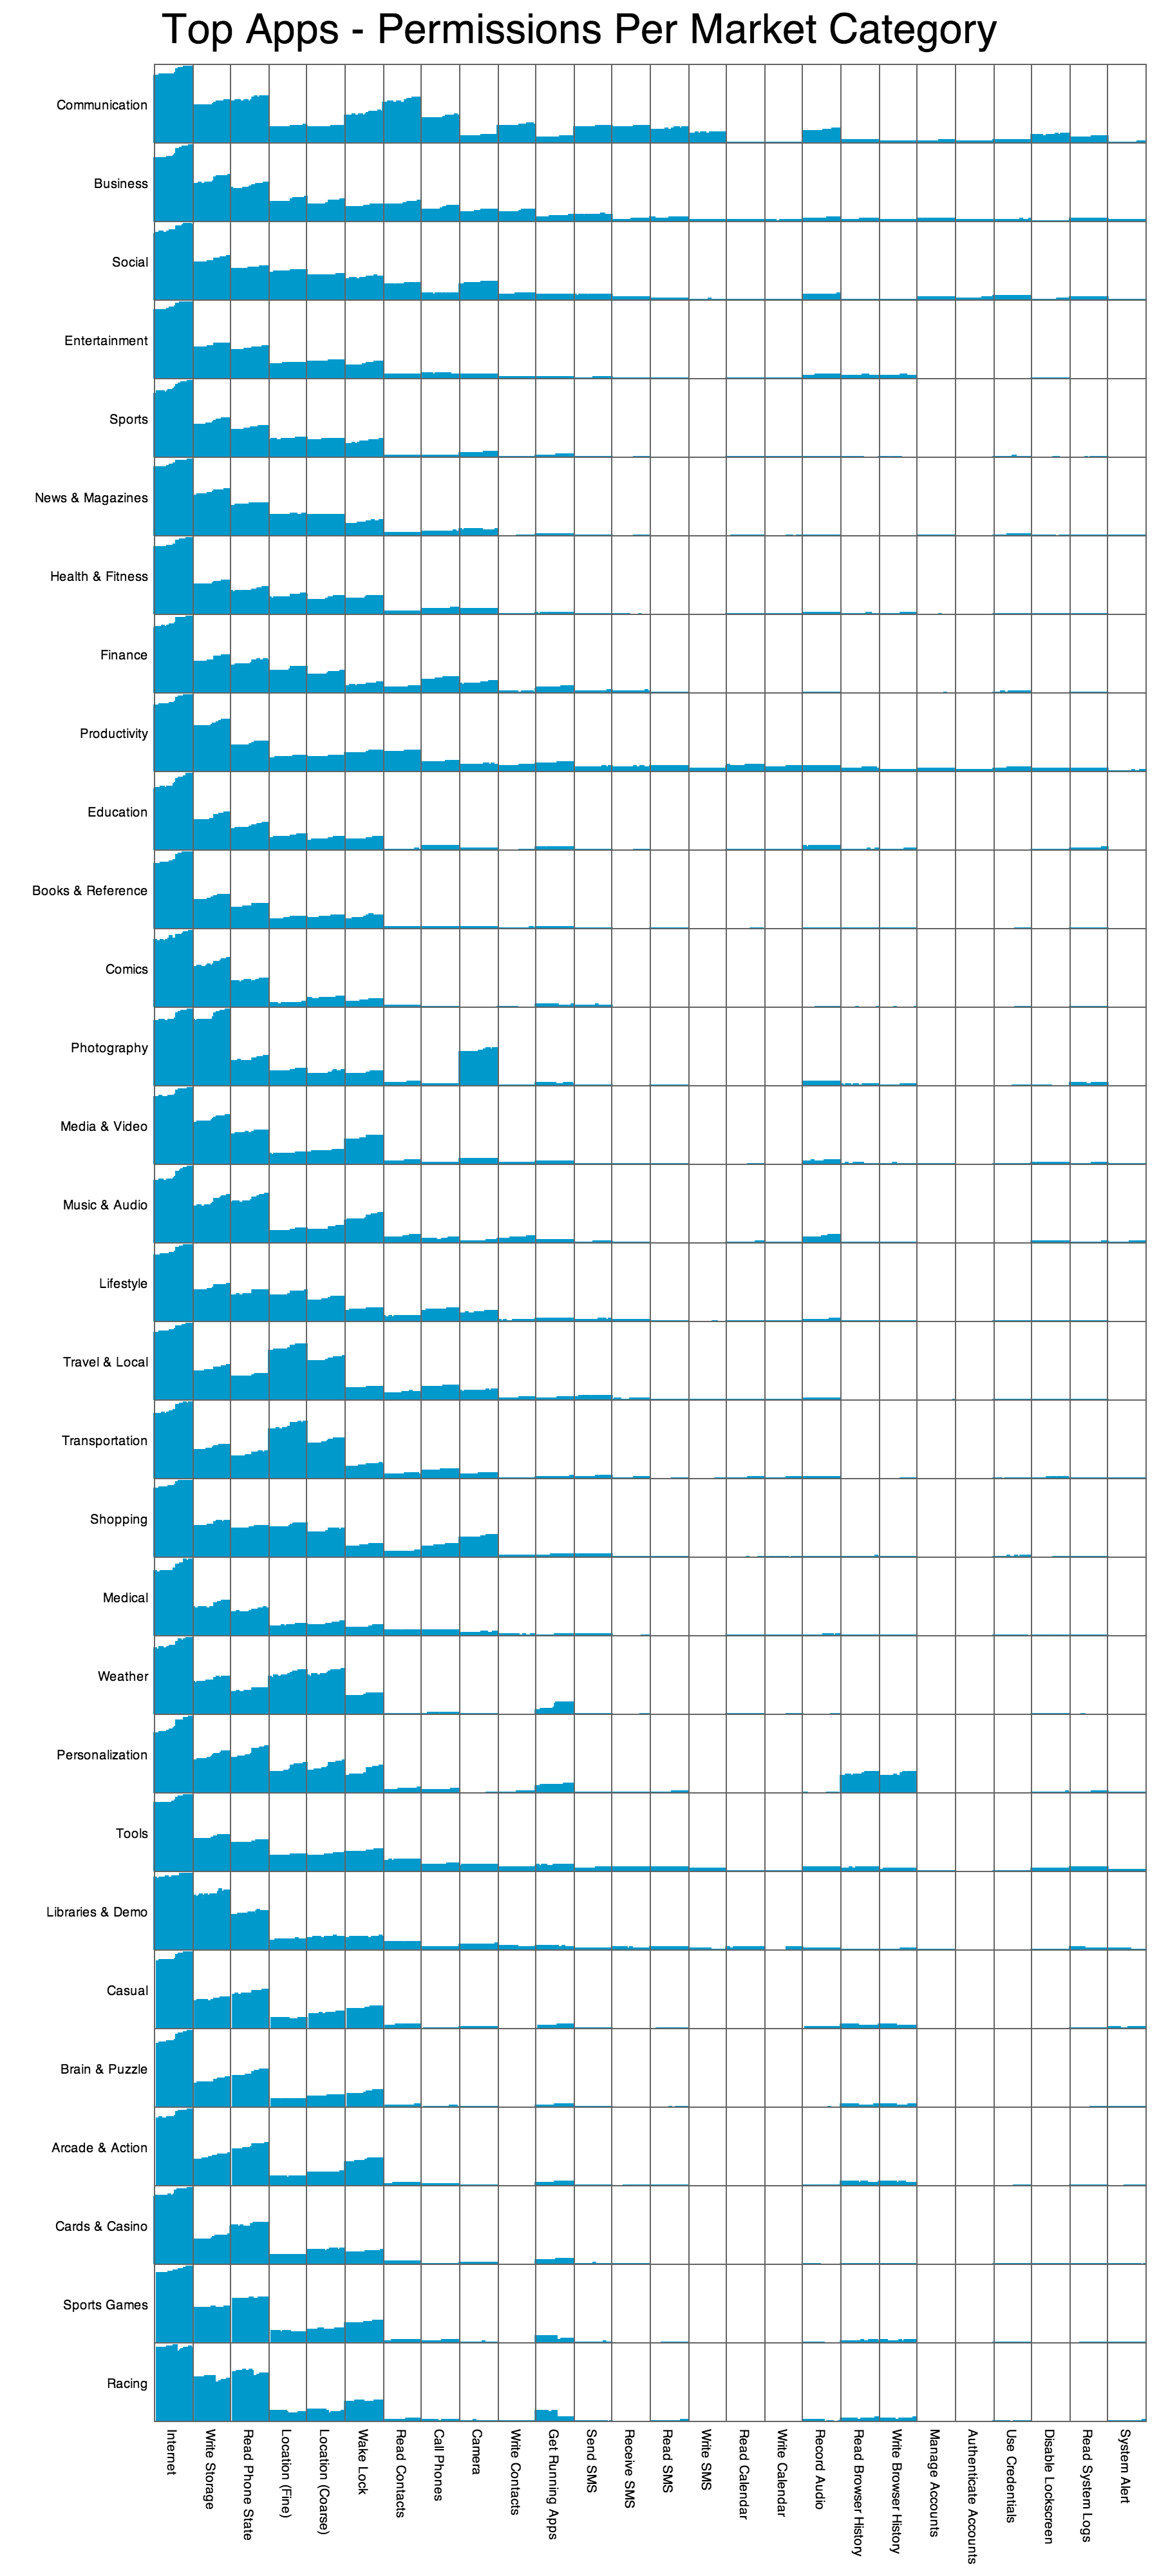 Top Apps - Permissions Per Market Category
Communication
Business
Social
Entertainment
Sports
News & Magazines
Health & Fitness
Finance
Productivity
Education
Books & Reference
Comics
Photography
Media & Video
Music & Audio
Lifestyle
Travel & Local
Transportation
Shopping
Medical
Weather
Personalization
Tools
Libraries & Demo
Casual
Brain & Puzzle
Arcade & Action
Cards & Casino
Sports Games
Racing
Internet
Write Storage
Read Phone State
Location (Fine)
Location (Coarse)
Wake Lock
Read Contacts
Call Phones
Camera
Write Contacts
Get Running Apps
Send SMS
Receive SMS
Read SMS
Write SMS
Read Calendar
Write Calendar
Record Audio
Read Browser History
Write Browser History
Manage Accounts
Authenticate Accounts
Use Credentials
Disable Lockscreen
Read System Logs
System Alert